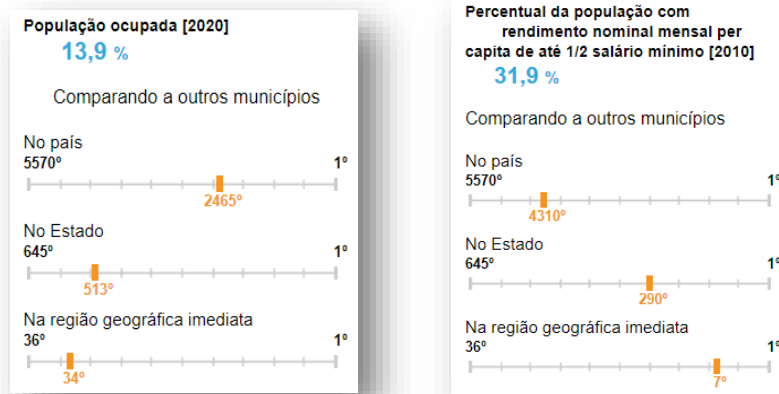 População ocupada [2020]
13,9 %
Comparando a outros municípios
No país
5570º 1º
2465º
No Estado
645º 1º
513º
Na região geográfica imediata
36º 1º
34º
Percentual da população com
rendimento nominal mensal per
capita de até 1/2 salário mínimo [2010]
31,9 %
Comparando a outros municípios
No país
5570º 1º
4310º
No Estado
645º 1º
290º
Na região geográfica imediata
36º 1º
7º